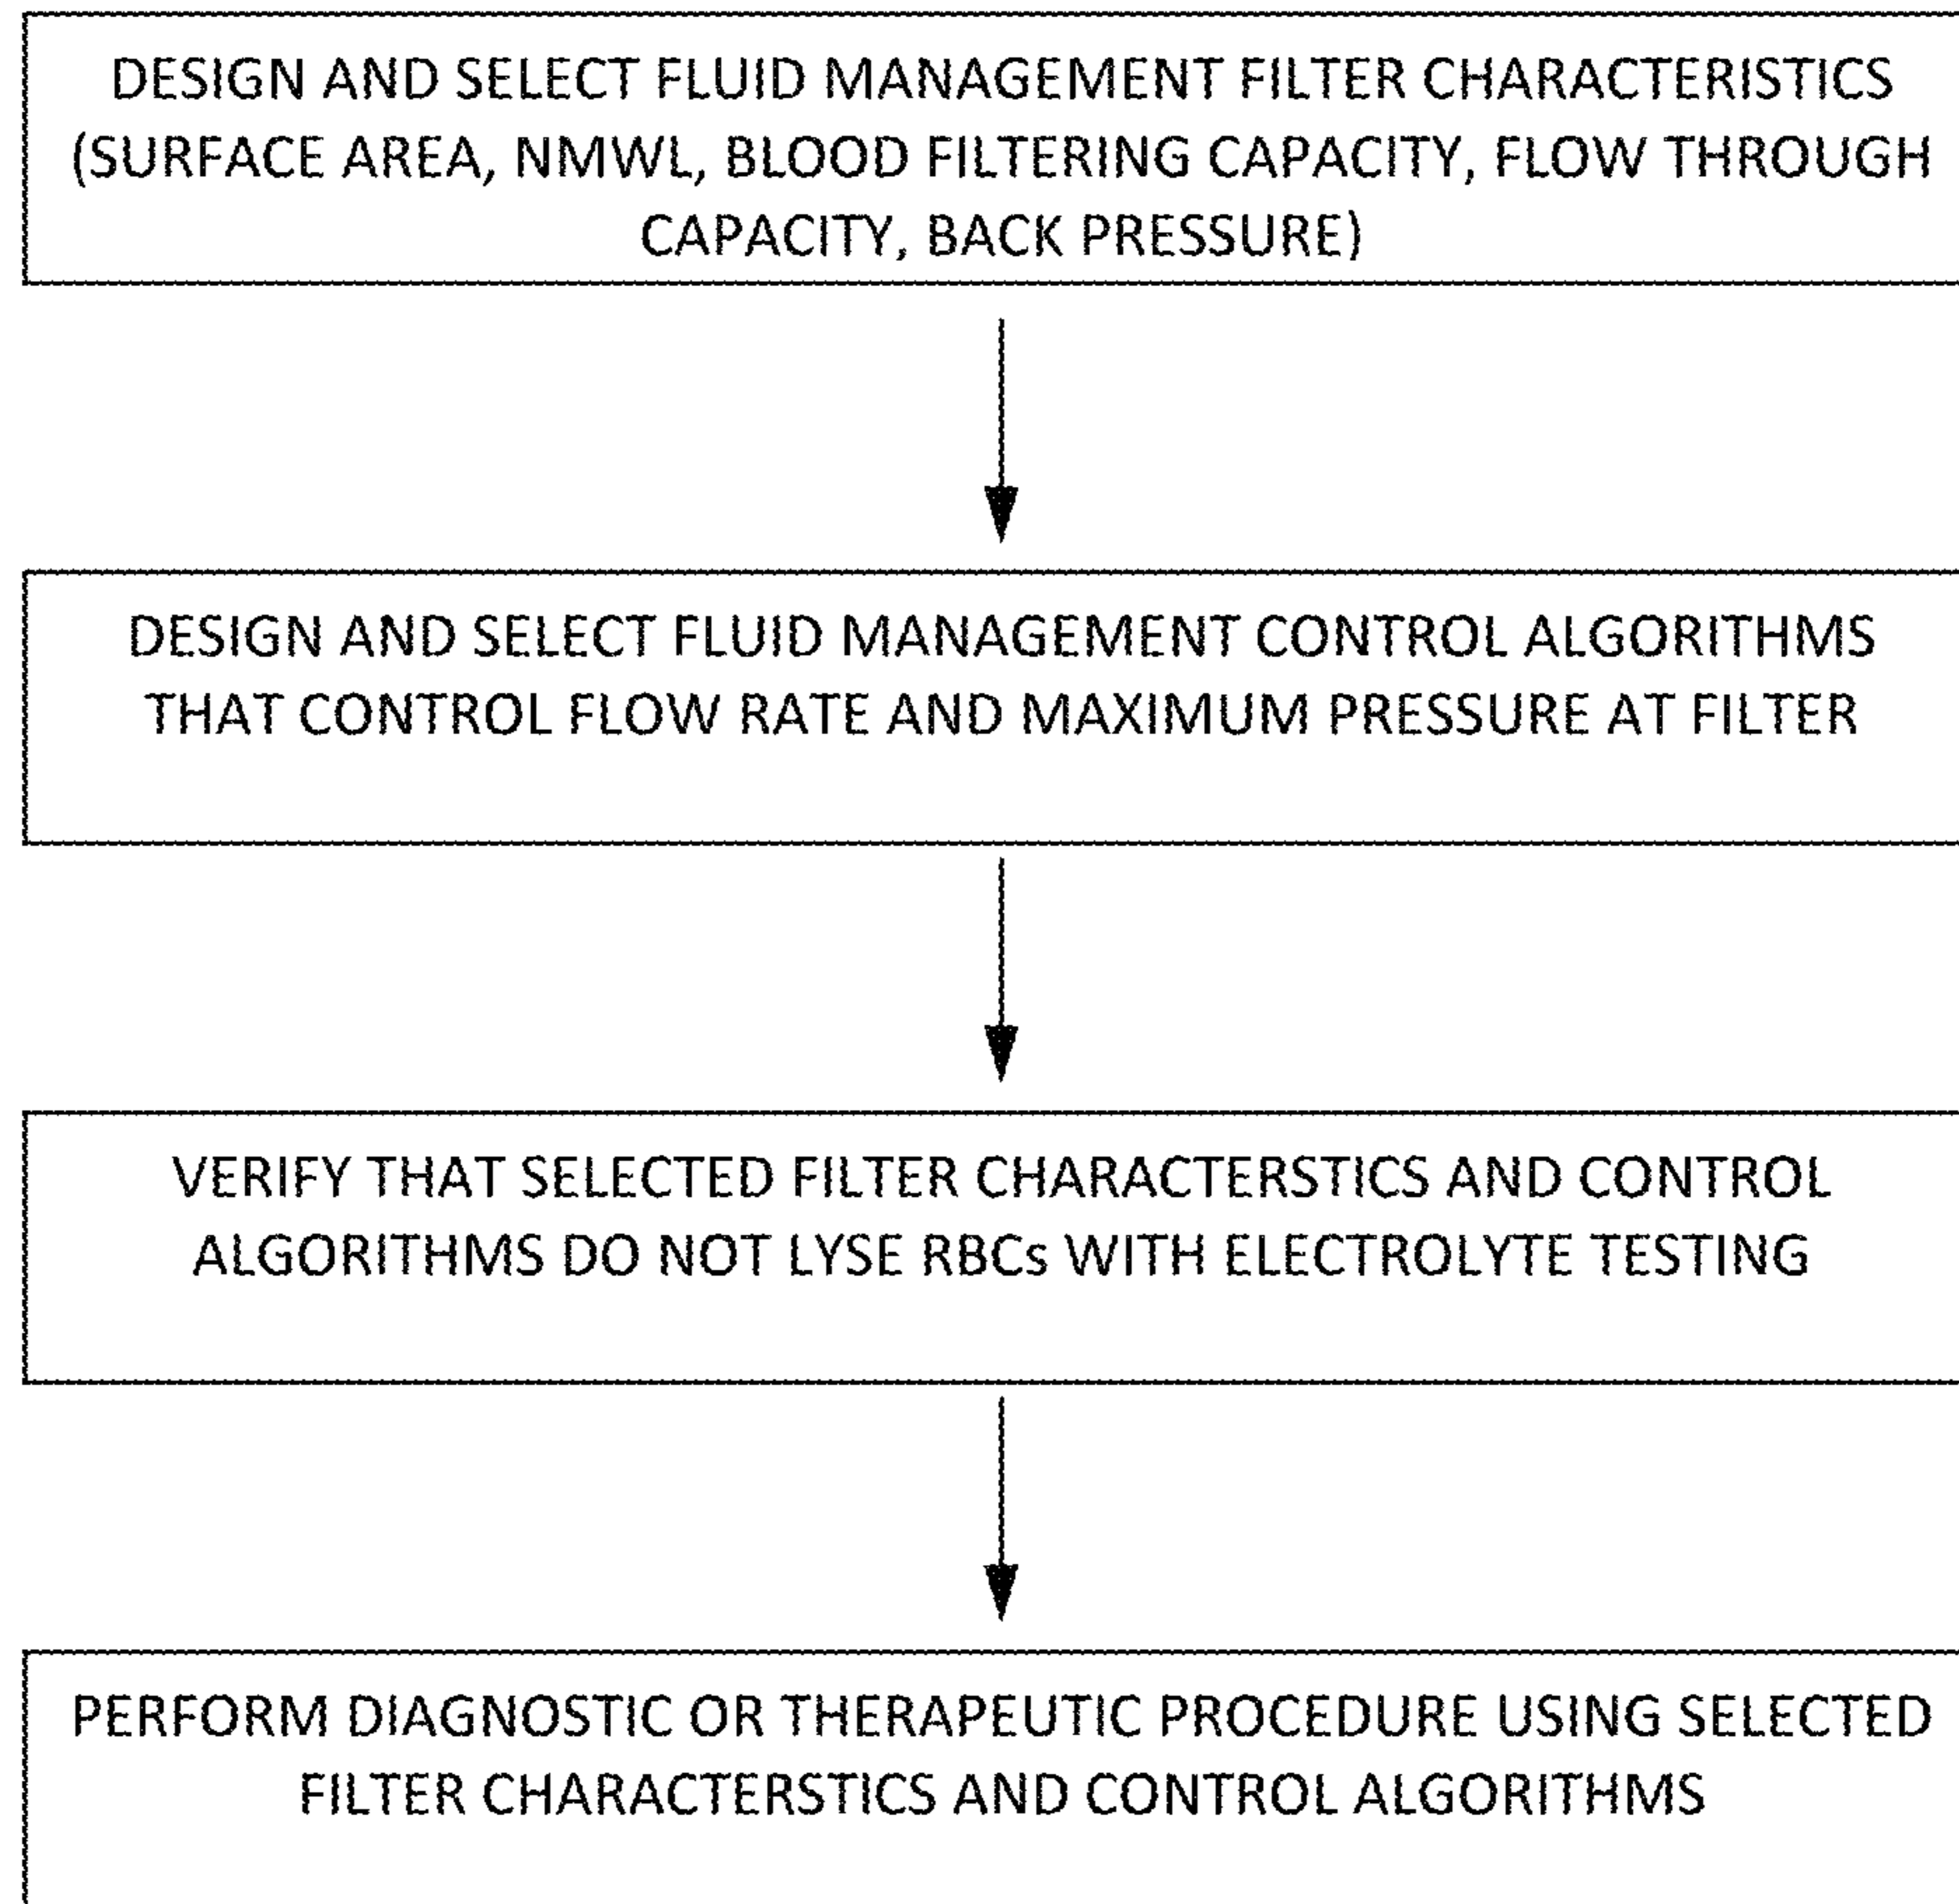 DESIGN AND SELECT FLUID MANAGEMENT FILTER CHARACTERISTICS
(SURFACE AREA, NMWL, BLOOD FILTERING CAPACITY, FLOW THROUGH
CAPACITY, BACK PRESSURE)
DESIGN AND SELECT FLUID MANAGEMENT CONTROL ALGORITHMS
THAT CONTROL FLOW RATE AND MAXIMUM PRESSURE AT FILTER
VERIFY THAT SELECTED FILTER CHARACTERSTICS AND CONTROL
ALGORITHMS DO NOT LYSE RBCs WITH ELECTROLYTE TESTING
PERFORM DIAGNOSTIC OR THERAPEUTIC PROCEDURE USING SELECTED
FILTER CHARACTERSTICS AND CONTROL ALGORITHMS